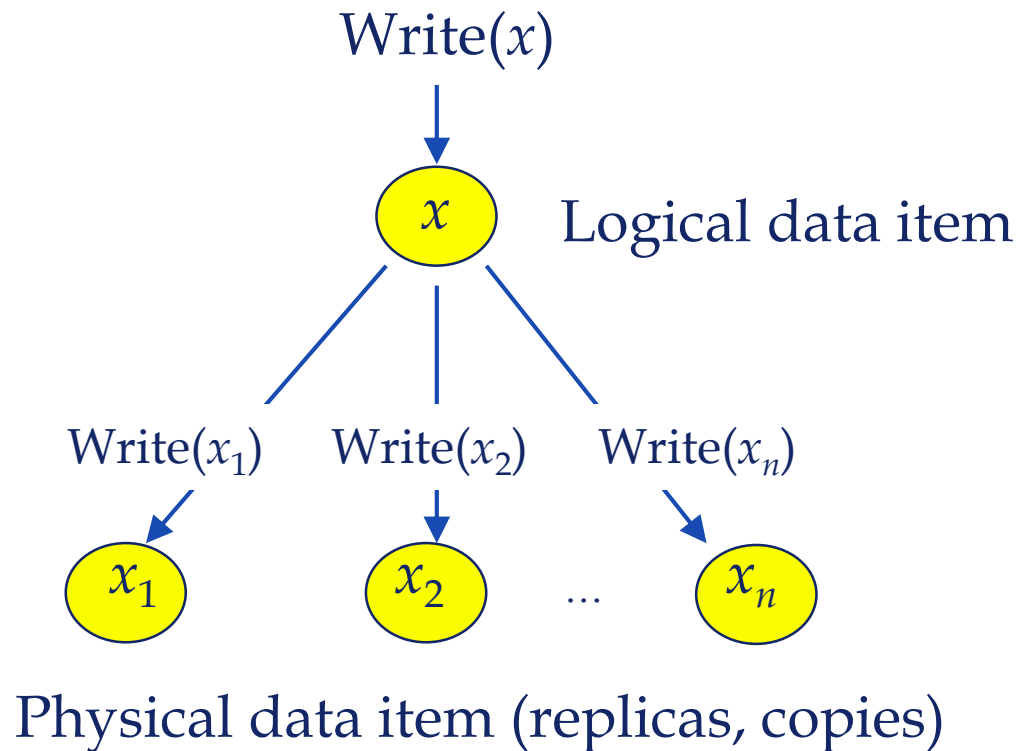 Write(x)
x
Logical data item
Write(x₁) Write(x₂) Write(xₙ)
x₁ x₂ ... xₙ
Physical data item (replicas, copies)